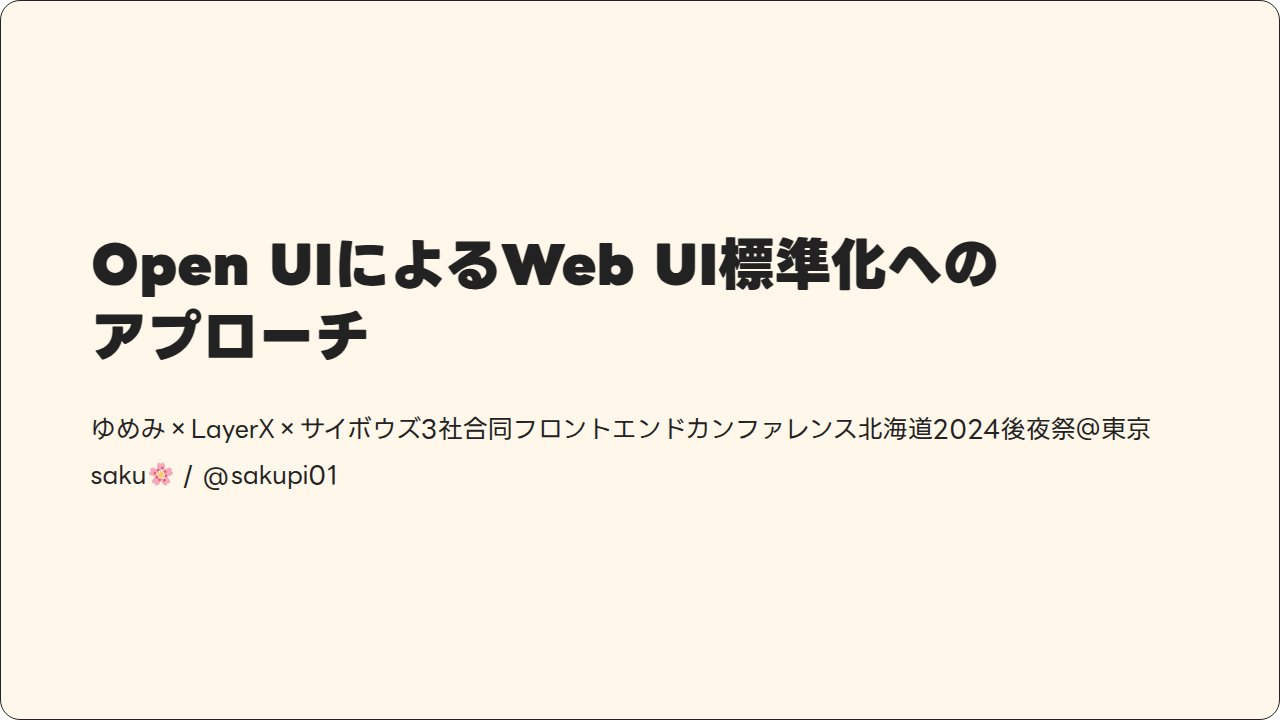 Open UIによるWeb UI標準化への
アプローチ
ゆめみ × LayerX × サイボウズ3社合同フロントエンドカンファレンス北海道2024後夜祭@東京
saku🌸 / @sakupi01